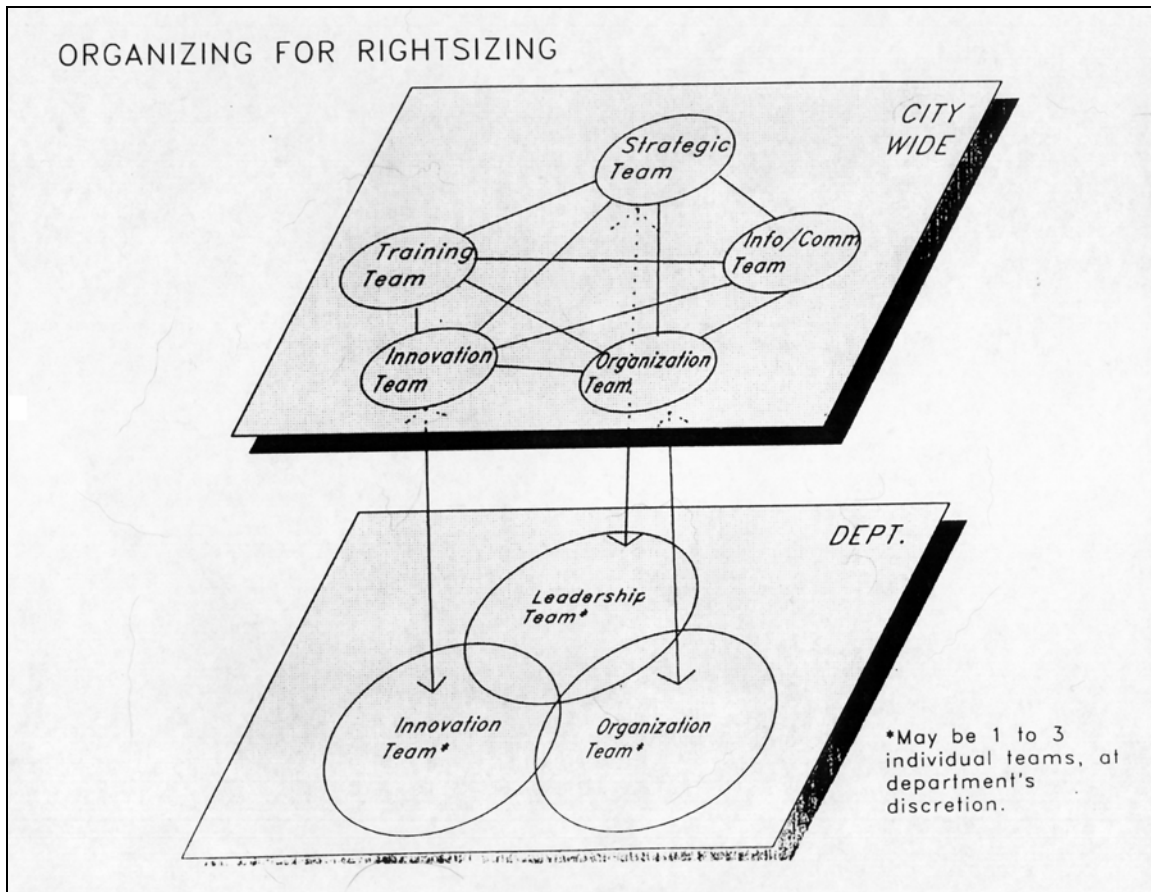 ORGANIZING FOR RIGHTSIZING
CITY
WIDE
Strategic
Team
Training
Team
Info/Comm
Team
Innovation
Team
Organization
Team
DEPT.
Leadership
Team*
Innovation
Team*
Organization
Team*
*May be 1 to 3
individual teams, at
department's
discretion.